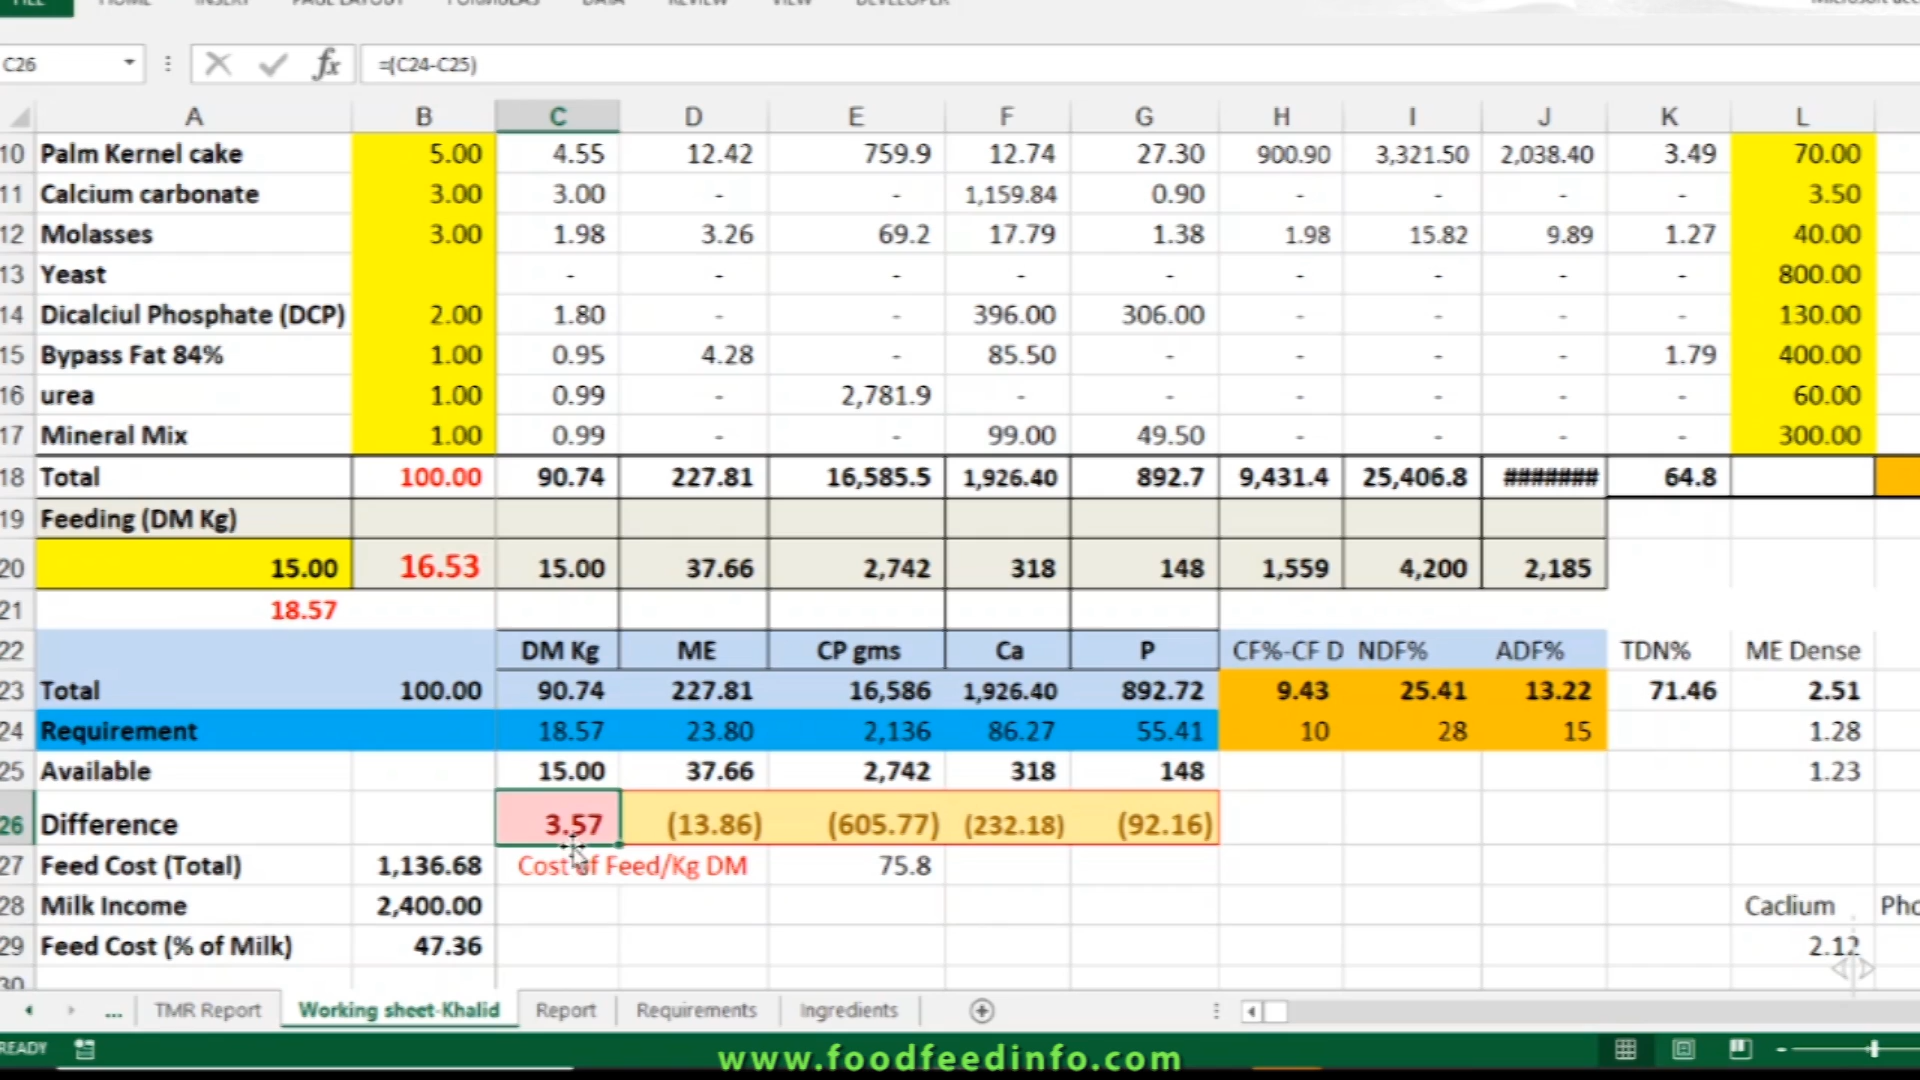 C26 fx =(C24-C25)
A B C D E F G H I J K L
10 Palm Kernel cake 5.00 4.55 12.42 759.9 12.74 27.30 900.90 3,321.50 2,038.40 3.49 70.00
11 Calcium carbonate 3.00 3.00 - - 1,159.84 0.90 - - - - 3.50
12 Molasses 3.00 1.98 3.26 69.2 17.79 1.38 1.98 15.82 9.89 1.27 40.00
13 Yeast - - - - - - - - - 800.00
14 Dicalciul Phosphate (DCP) 2.00 1.80 - - 396.00 306.00 - - - - 130.00
15 Bypass Fat 84% 1.00 0.95 4.28 - 85.50 - - - - 1.79 400.00
16 urea 1.00 0.99 - 2,781.9 - - - - - - 60.00
17 Mineral Mix 1.00 0.99 - - 99.00 49.50 - - - - 300.00
18 Total 100.00 90.74 227.81 16,585.5 1,926.40 892.7 9,431.4 25,406.8 ####### 64.8
19 Feeding (DM Kg)
20 15.00 16.53 15.00 37.66 2,742 318 148 1,559 4,200 2,185
21 18.57
22 DM Kg ME CP gms Ca P CF%-CF D NDF% ADF% TDN% ME Dense
23 Total 100.00 90.74 227.81 16,586 1,926.40 892.72 9.43 25.41 13.22 71.46 2.51
24 Requirement 18.57 23.80 2,136 86.27 55.41 10 28 15 1.28
25 Available 15.00 37.66 2,742 318 148 1.23
26 Difference 3.57 (13.86) (605.77) (232.18) (92.16)
27 Feed Cost (Total) 1,136.68 Cost of Feed/Kg DM 75.8
28 Milk Income 2,400.00 Caclium Pho
29 Feed Cost (% of Milk) 47.36 2.12
30
... TMR Report Working sheet-Khalid Report Requirements Ingredients
READY
www.foodfeedinfo.com